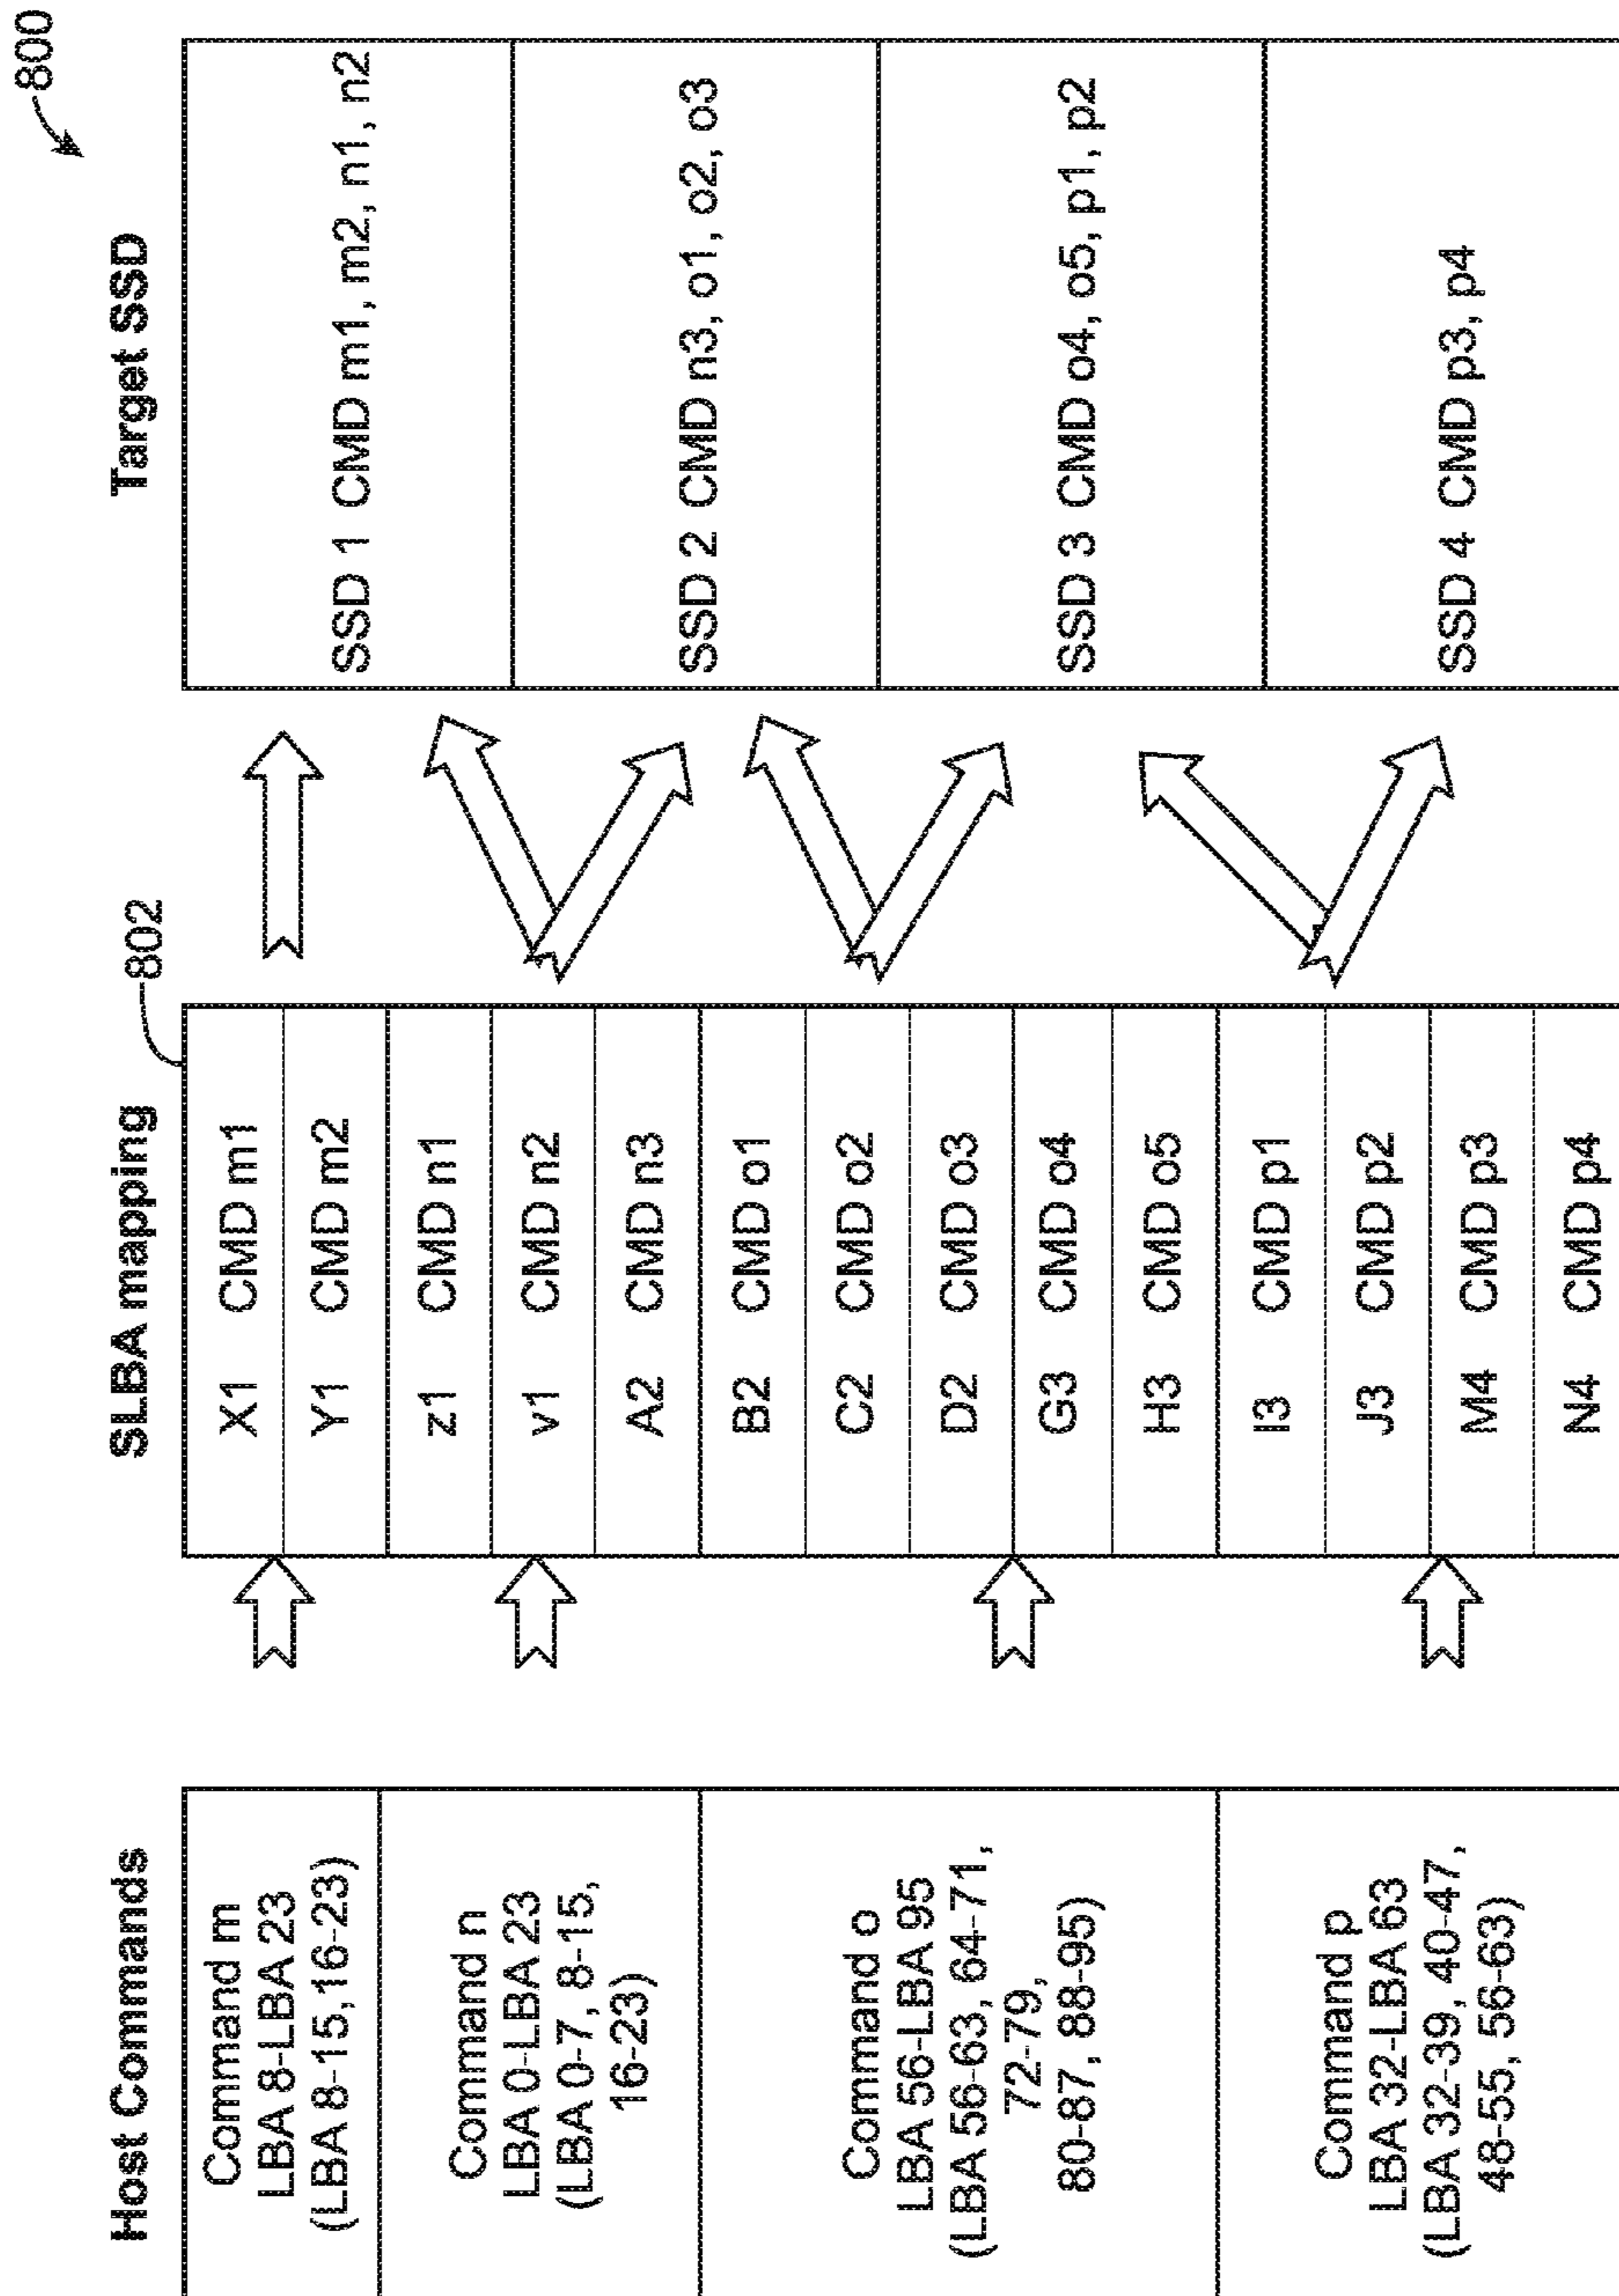 800
Host Commands
Command m
LBA 8-LBA 23
(LBA 8-15,16-23)
Command n
LBA 0-LBA 23
(LBA 0-7, 8-15,
16-23)
Command o
LBA 56-LBA 95
(LBA 56-63, 64-71,
72-79,
80-87, 88-95)
Command p
LBA 32-LBA 63
(LBA 32-39, 40-47,
48-55, 56-63)
SLBA mapping
802
X1 CMD m1
Y1 CMD m2
z1 CMD n1
v1 CMD n2
A2 CMD n3
B2 CMD o1
C2 CMD o2
D2 CMD o3
G3 CMD o4
H3 CMD o5
I3 CMD p1
J3 CMD p2
M4 CMD p3
N4 CMD p4
Target SSD
SSD 1 CMD m1, m2, n1, n2
SSD 2 CMD n3, o1, o2, o3
SSD 3 CMD o4, o5, p1, p2
SSD 4 CMD p3, p4